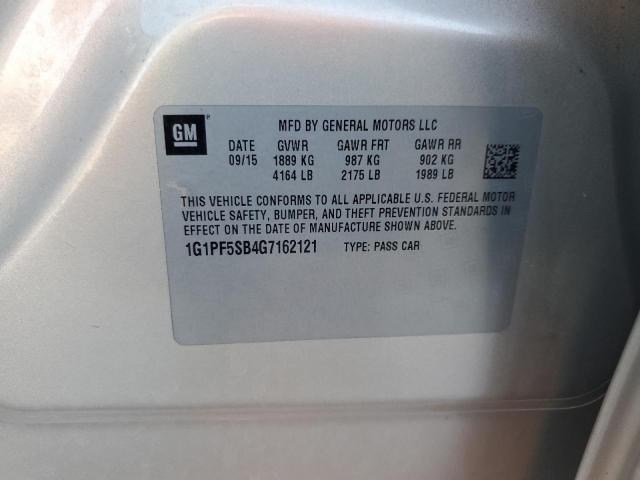 GM
MFD BY GENERAL MOTORS LLC
DATE GVWR GAWR FRT GAWR RR
09/15 1889 KG 987 KG 902 KG
4164 LB 2175 LB 1989 LB
THIS VEHICLE CONFORMS TO ALL APPLICABLE U.S. FEDERAL MOTOR
VEHICLE SAFETY, BUMPER, AND THEFT PREVENTION STANDARDS IN
EFFECT ON THE DATE OF MANUFACTURE SHOWN ABOVE.
1G1PF5SB4G7162121 TYPE: PASS CAR